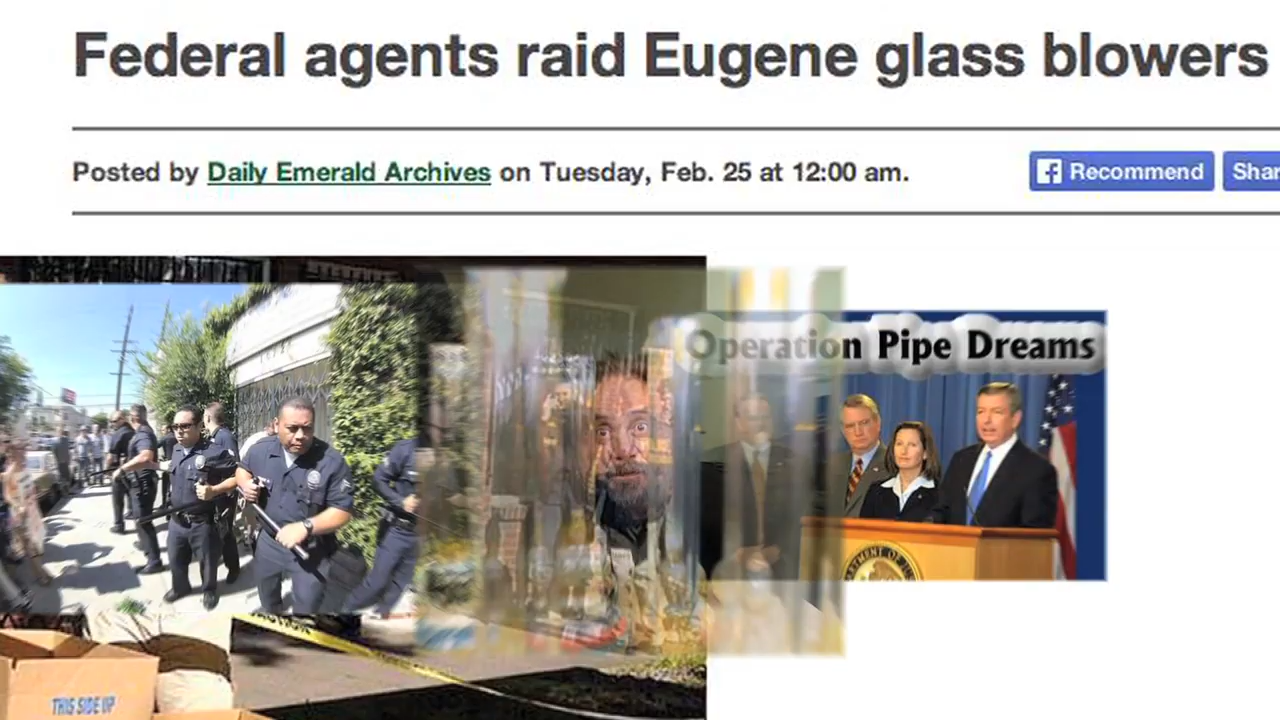 Federal agents raid Eugene glass blowers
Posted by Daily Emerald Archives on Tuesday, Feb. 25 at 12:00 am.
Recommend
Operation Pipe Dreams
CAUTION
THIS SIDE UP